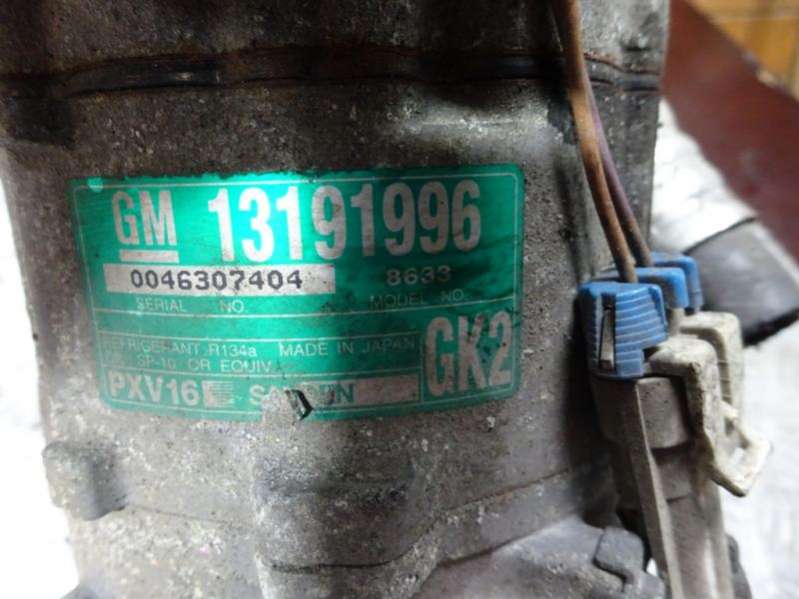 GM 13191996
0046307404 8633
SERIAL NO. MODEL NO.
REFRIGERANT R134a MADE IN JAPAN
SP-10 OR EQUIV GK2
PXV16